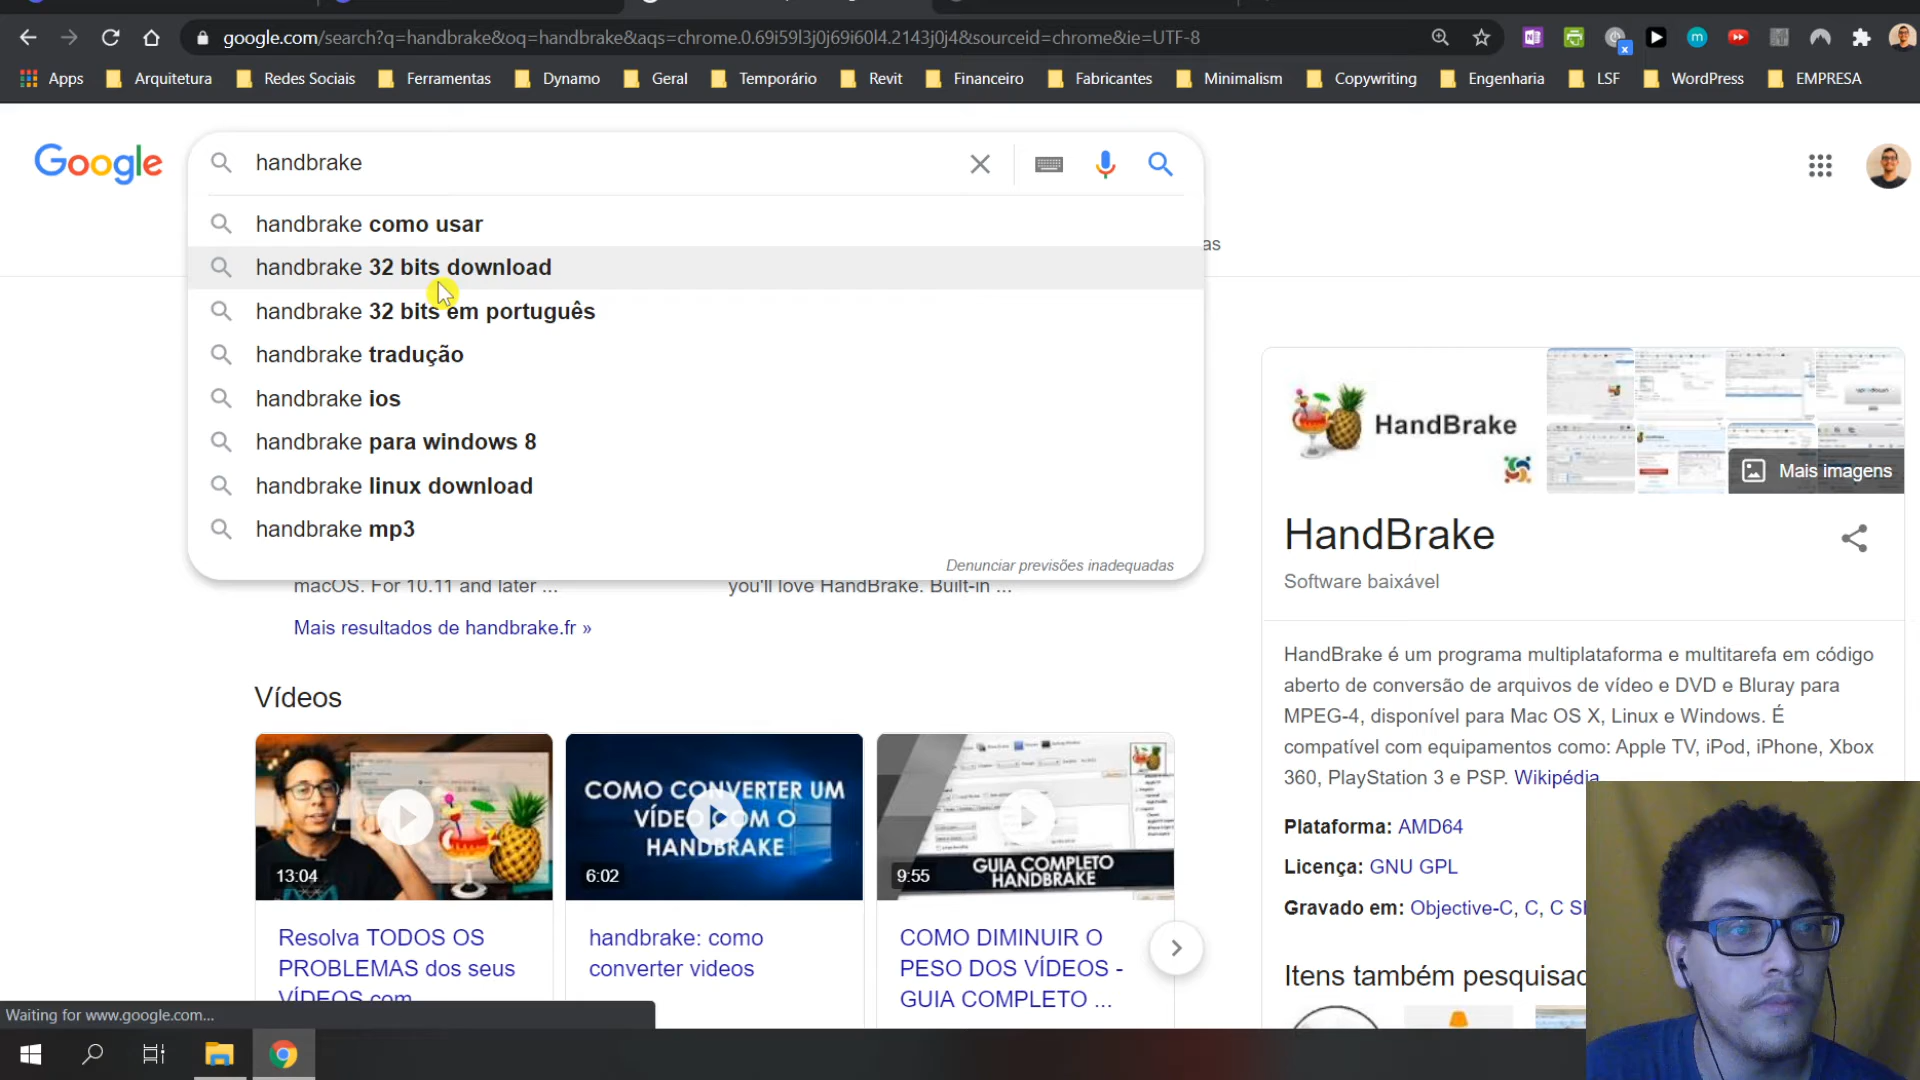 google.com/search?q=handbrake&oq=handbrake&aqs=chrome.0.69i59l3j0j69i60l4.2143j0j4&sourceid=chrome&ie=UTF-8
Apps Arquitetura Redes Sociais Ferramentas Dynamo Geral Temporário Revit Financeiro Fabricantes Minimalism Copywriting Engenharia LSF WordPress EMPRESA
Google
handbrake
handbrake como usar
as
handbrake 32 bits download
handbrake 32 bits em português
handbrake tradução
handbrake ios
handbrake para windows 8
handbrake linux download
handbrake mp3
Denunciar previsões inadequadas
macOS. For 10.11 and later ...
you'll love HandBrake. Built-in ...
Mais resultados de handbrake.fr »
Vídeos
13:04
COMO CONVERTER UM
VÍDEO COM O
HANDBRAKE
6:02
GUIA COMPLETO
HANDBRAKE
9:55
Resolva TODOS OS
PROBLEMAS dos seus
VÍDEOS com
handbrake: como
converter videos
COMO DIMINUIR O
PESO DOS VÍDEOS -
GUIA COMPLETO ...
HandBrake
Mais imagens
HandBrake
Software baixável
HandBrake é um programa multiplataforma e multitarefa em código
aberto de conversão de arquivos de vídeo e DVD e Bluray para
MPEG-4, disponível para Mac OS X, Linux e Windows. É
compatível com equipamentos como: Apple TV, iPod, iPhone, Xbox
360, PlayStation 3 e PSP. Wikipédia
Plataforma: AMD64
Licença: GNU GPL
Gravado em: Objective-C, C, C
Itens também pesquisad
Waiting for www.google.com...